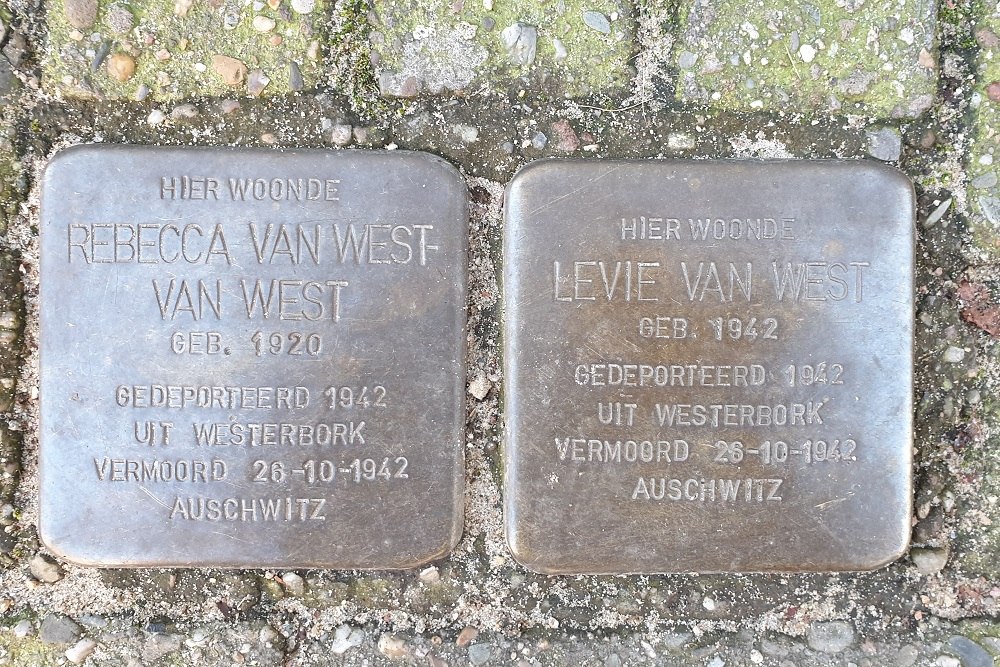 HIER WOONDE
REBECCA VAN WEST-
VAN WEST
GEB. 1920
GEDEPORTEERD 1942
UIT WESTERBORK
VERMOORD 26-10-1942
AUSCHWITZ
HIER WOONDE
LEVIE VAN WEST
GEB. 1942
GEDEPORTEERD 1942
UIT WESTERBORK
VERMOORD 26-10-1942
AUSCHWITZ